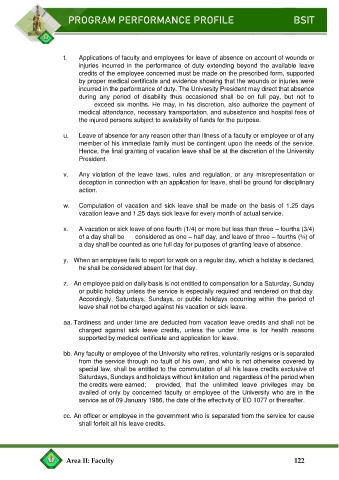 PROGRAM PERFORMANCE PROFILE BSIT
t. Applications of faculty and employees for leave of absence on account of wounds or
injuries incurred in the performance of duty extending beyond the available leave
credits of the employee concerned must be made on the prescribed form, supported
by proper medical certificate and evidence showing that the wounds or injuries were
incurred in the performance of duty. The University President may direct that absence
during any period of disability thus occasioned shall be on full pay, but not to
exceed six months. He may, in his discretion, also authorize the payment of
medical attendance, necessary transportation, and subsistence and hospital fees of
the injured persons subject to availability of funds for the purpose.
u. Leave of absence for any reason other than illness of a faculty or employee or of any
member of his immediate family must be contingent upon the needs of the service.
Hence, the final granting of vacation leave shall be at the discretion of the University
President.
v. Any violation of the leave laws, rules and regulation, or any misrepresentation or
deception in connection with an application for leave, shall be ground for disciplinary
action.
w. Computation of vacation and sick leave shall be made on the basis of 1.25 days
vacation leave and 1.25 days sick leave for every month of actual service.
x. A vacation or sick leave of one fourth (1/4) or more but less than three – fourths (3/4)
of a day shall be considered as one – half day, and leave of three – fourths (¾) of
a day shall be counted as one full day for purposes of granting leave of absence.
y. When an employee fails to report for work on a regular day, which a holiday is declared,
he shall be considered absent for that day.
z. An employee paid on daily basis is not entitled to compensation for a Saturday, Sunday
or public holiday unless the service is especially required and rendered on that day.
Accordingly, Saturdays, Sundays, or public holidays occurring within the period of
leave shall not be charged against his vacation or sick leave.
aa. Tardiness and under time are deducted from vacation leave credits and shall not be
charged against sick leave credits, unless the under time is for health reasons
supported by medical certificate and application for leave.
bb. Any faculty or employee of the University who retires, voluntarily resigns or is separated
from the service through no fault of his own, and who is not otherwise covered by
special law, shall be entitled to the commutation of all his leave credits exclusive of
Saturdays, Sundays and holidays without limitation and regardless of the period when
the credits were earned; provided, that the unlimited leave privileges may be
availed of only by concerned faculty or employee of the University who are in the
service as of 09 January 1986, the date of the effectivity of EO 1077 or thereafter.
cc. An officer or employee in the government who is separated from the service for cause
shall forfeit all his leave credits.
Area II: Faculty 122